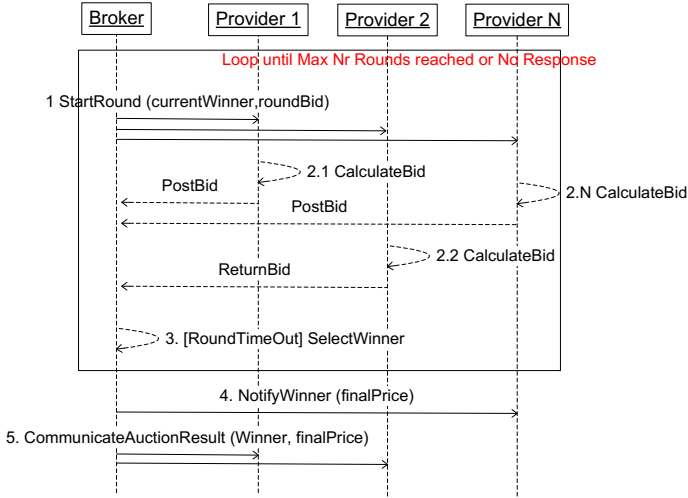 Broker
Provider 1
Provider 2
Provider N
Loop until Max Nr Rounds reached or No Response
1 StartRound (currentWinner,roundBid)
2.1 CalculateBid
PostBid
2.N CalculateBid
PostBid
2.2 CalculateBid
ReturnBid
3. [RoundTimeOut] SelectWinner
4. NotifyWinner (finalPrice)
5. CommunicateAuctionResult (Winner, finalPrice)